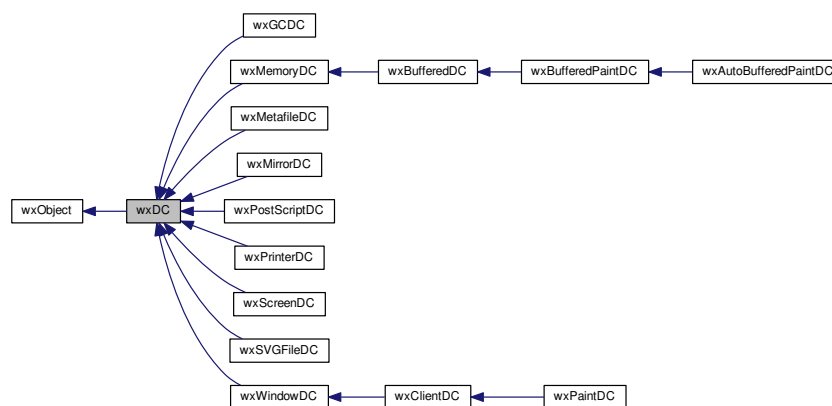 wxGCDC
wxMemoryDC wxBufferedDC wxBufferedPaintDC wxAutoBufferedPaintDC
wxMetafileDC
wxMirrorDC
wxObject wxDC wxPostScriptDC
wxPrinterDC
wxScreenDC
wxSVGFileDC
wxWindowDC wxClientDC wxPaintDC